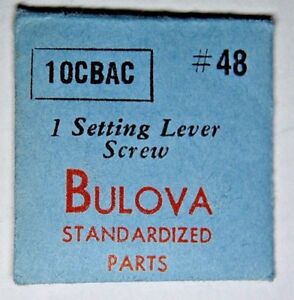 10CBAC #48
1 Setting Lever
Screw
BULOVA
STANDARDIZED
PARTS